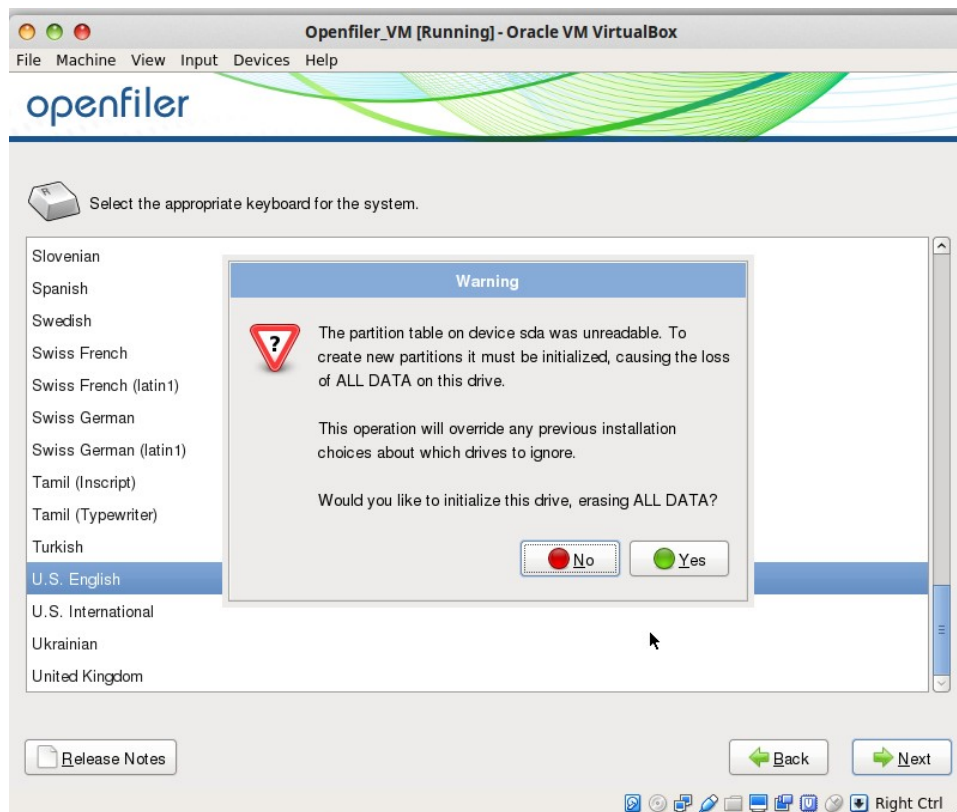 Openfiler_VM [Running] - Oracle VM VirtualBox
File Machine View Input Devices Help
openfiler
Select the appropriate keyboard for the system.
Slovenian
Spanish
Swedish
Swiss French
Swiss French (latin1)
Swiss German
Swiss German (latin1)
Tamil (Inscript)
Tamil (Typewriter)
Turkish
U.S. English
U.S. International
Ukrainian
United Kingdom
Warning
?
The partition table on device sda was unreadable. To
create new partitions it must be initialized, causing the loss
of ALL DATA on this drive.
This operation will override any previous installation
choices about which drives to ignore.
Would you like to initialize this drive, erasing ALL DATA?
No Yes
Release Notes Back Next
Right Ctrl